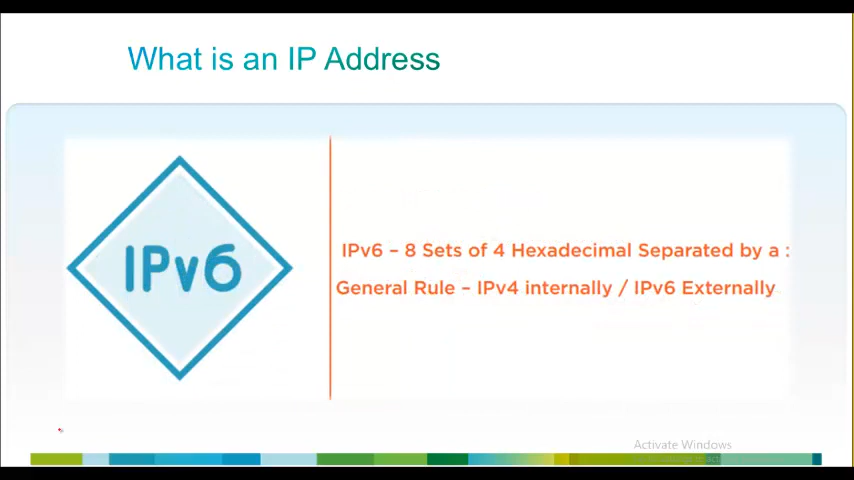 What is an IP Address
IPv6
IPv6 – 8 Sets of 4 Hexadecimal Separated by a :
General Rule – IPv4 internally / IPv6 Externally
Activate Windows